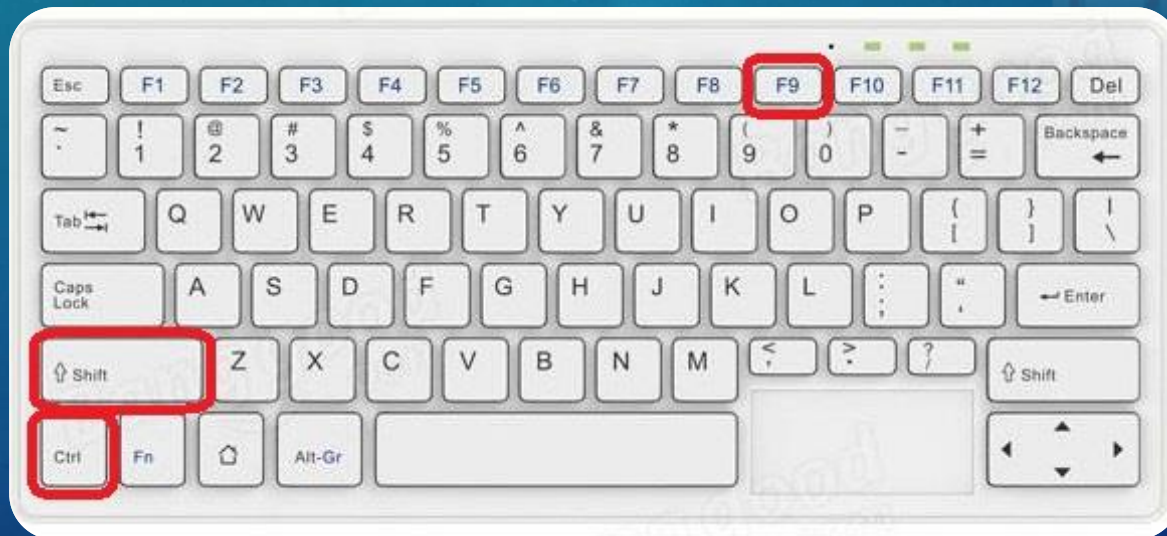 Esc F1 F2 F3 F4 F5 F6 F7 F8 F9 F10 F11 F12 Del
~ ! @ # $ % ^ & * ( ) _ + Backspace
` 1 2 3 4 5 6 7 8 9 0 - =
Tab Q W E R T Y U I O P { } |
[ ] \
Caps A S D F G H J K L : " Enter
Lock ; '
Shift Z X C V B N M < > ? Shift
, . /
Ctrl Fn Alt-Gr